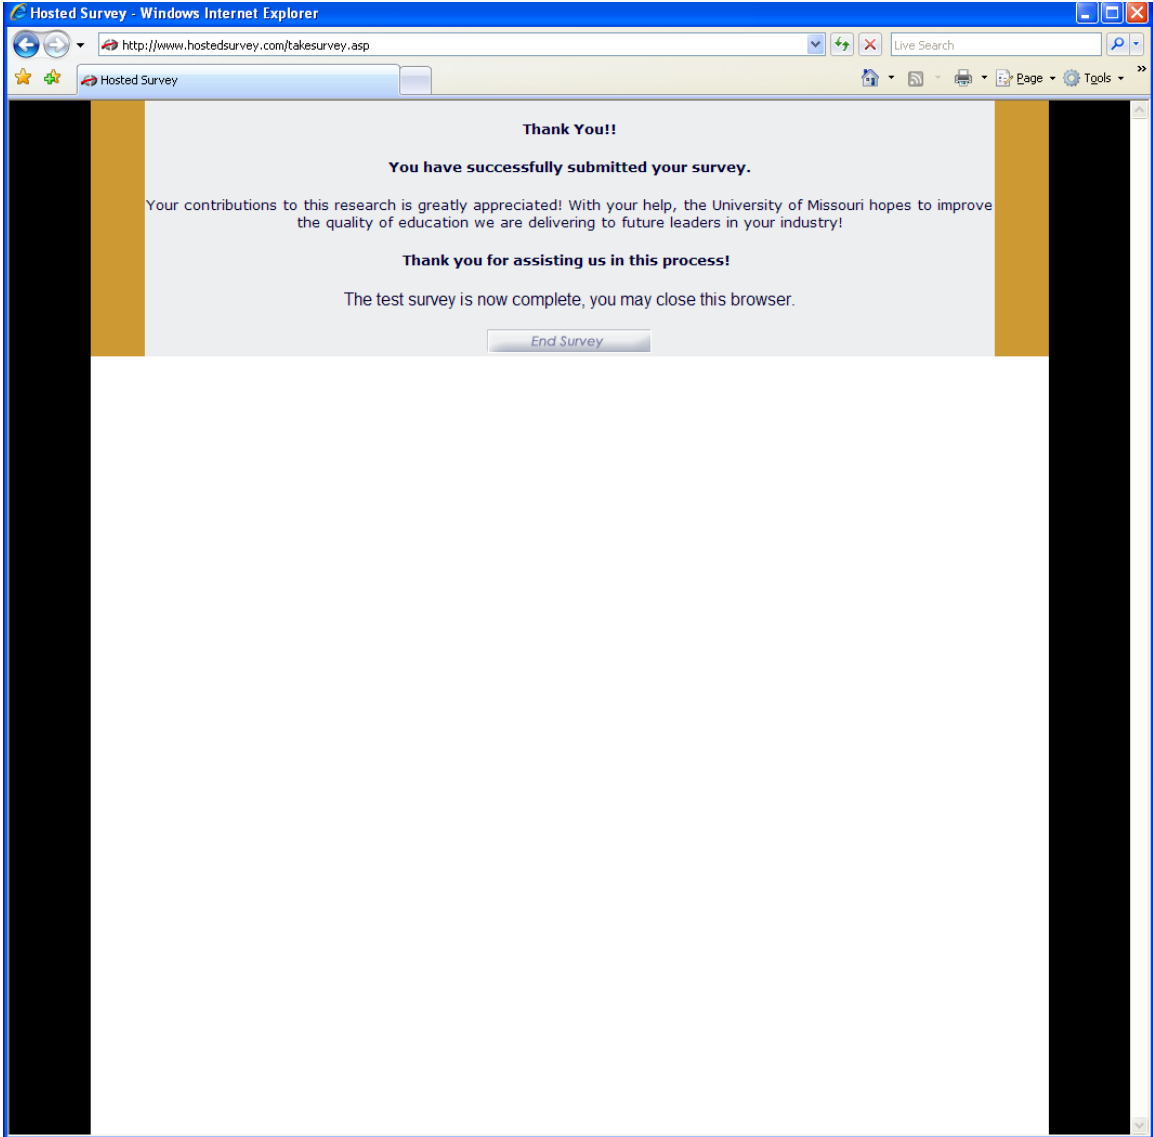 Hosted Survey - Windows Internet Explorer
http://www.hostedsurvey.com/takesurvey.asp
Live Search
Hosted Survey
Page
Tools
Thank You!!
You have successfully submitted your survey.
Your contributions to this research is greatly appreciated! With your help, the University of Missouri hopes to improve
the quality of education we are delivering to future leaders in your industry!
Thank you for assisting us in this process!
The test survey is now complete, you may close this browser.
End Survey